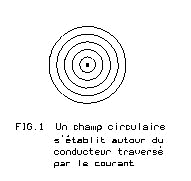 FIG.1 Un champ circulaire
s'établit autour du
conducteur traversé
par le courant